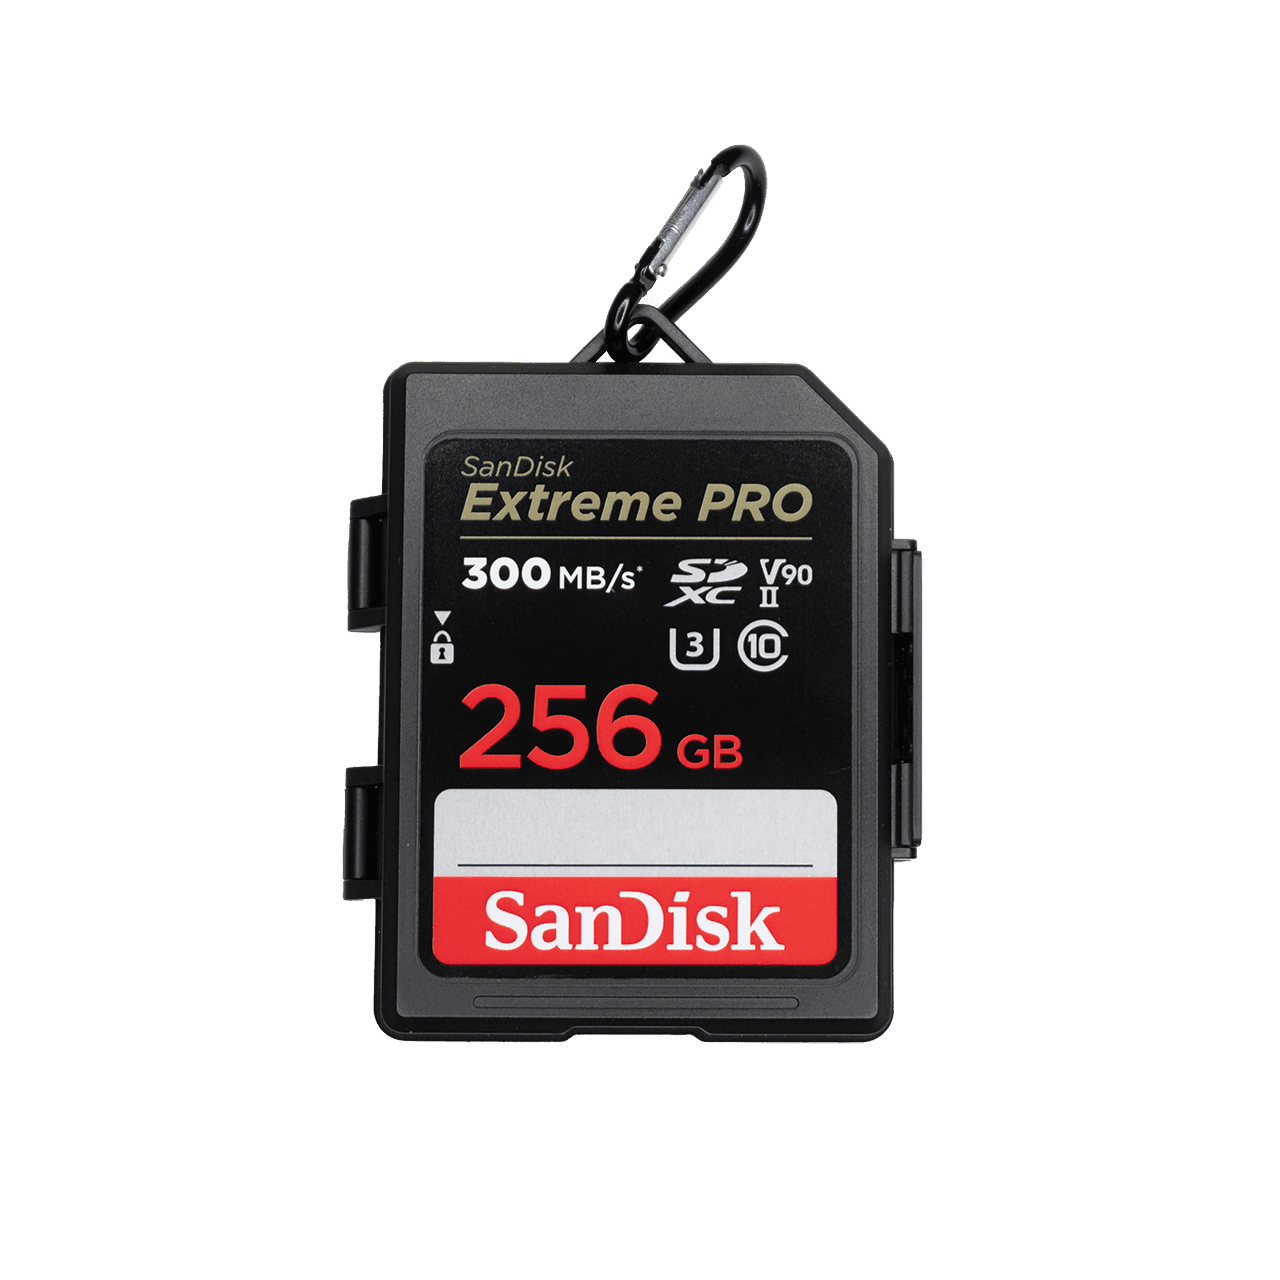 SanDisk
Extreme PRO
300 MB/s*
SD XC V90 II
3 10
256 GB
SanDisk